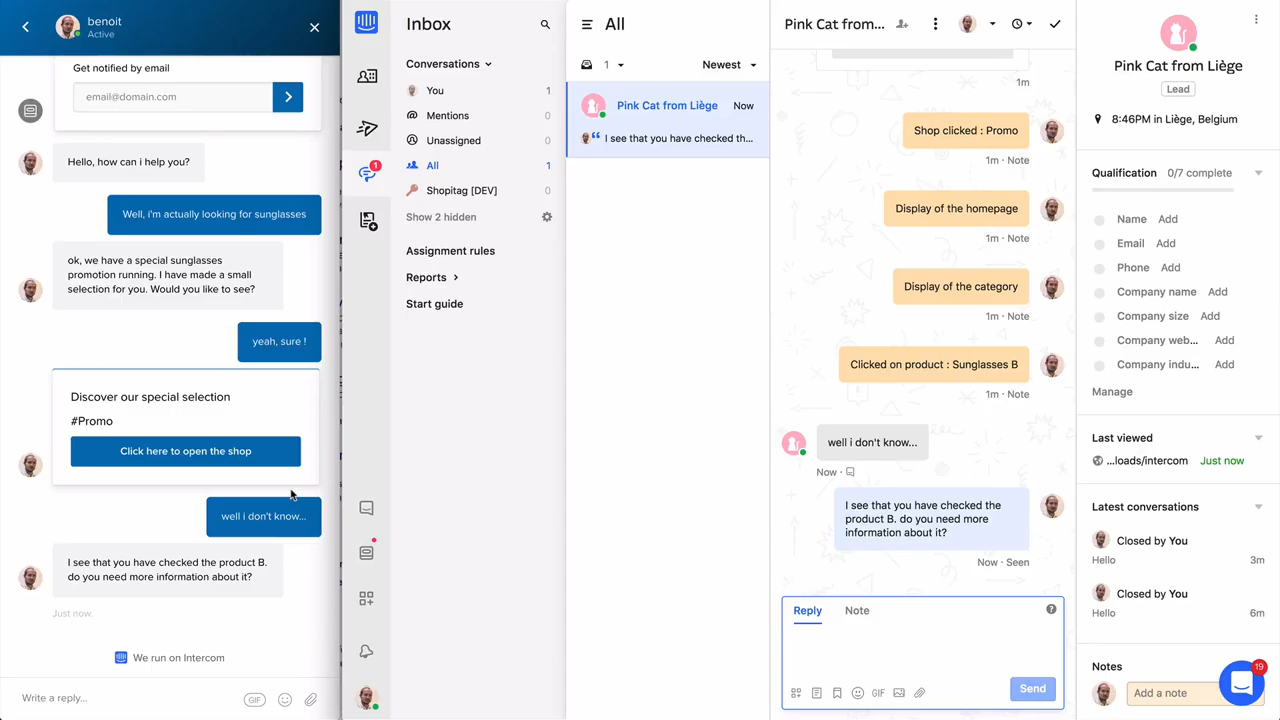 benoit
Active
Get notified by email
email@domain.com
Hello, how can i help you?
Well, i'm actually looking for sunglasses
ok, we have a special sunglasses
promotion running. I have made a small
selection for you. Would you like to see?
yeah, sure !
Discover our special selection
#Promo
Click here to open the shop
well i don't know...
I see that you have checked the product B.
do you need more information about it?
Just now.
We run on Intercom
Write a reply...
GIF
1
Inbox
Conversations
You 1
Mentions 0
Unassigned 0
All 1
Shopitag [DEV] 0
Show 2 hidden
Assignment rules
Reports
Start guide
All
1
Newest
Pink Cat from Liège Now
I see that you have checked th...
Pink Cat from...
1m
Shop clicked : Promo
1m · Note
Display of the homepage
1m · Note
Display of the category
1m · Note
Clicked on product : Sunglasses B
1m · Note
well i don't know...
Now ·
I see that you have checked the
product B. do you need more
information about it?
Now · Seen
Reply Note
?
GIF
Send
Pink Cat from Liège
Lead
8:46PM in Liège, Belgium
Qualification 0/7 complete
Name Add
Email Add
Phone Add
Company name Add
Company size Add
Company web... Add
Company indu... Add
Manage
Last viewed
...loads/intercom Just now
Latest conversations
Closed by You
Hello 3m
Closed by You
Hello 6m
Notes
Add a note
19